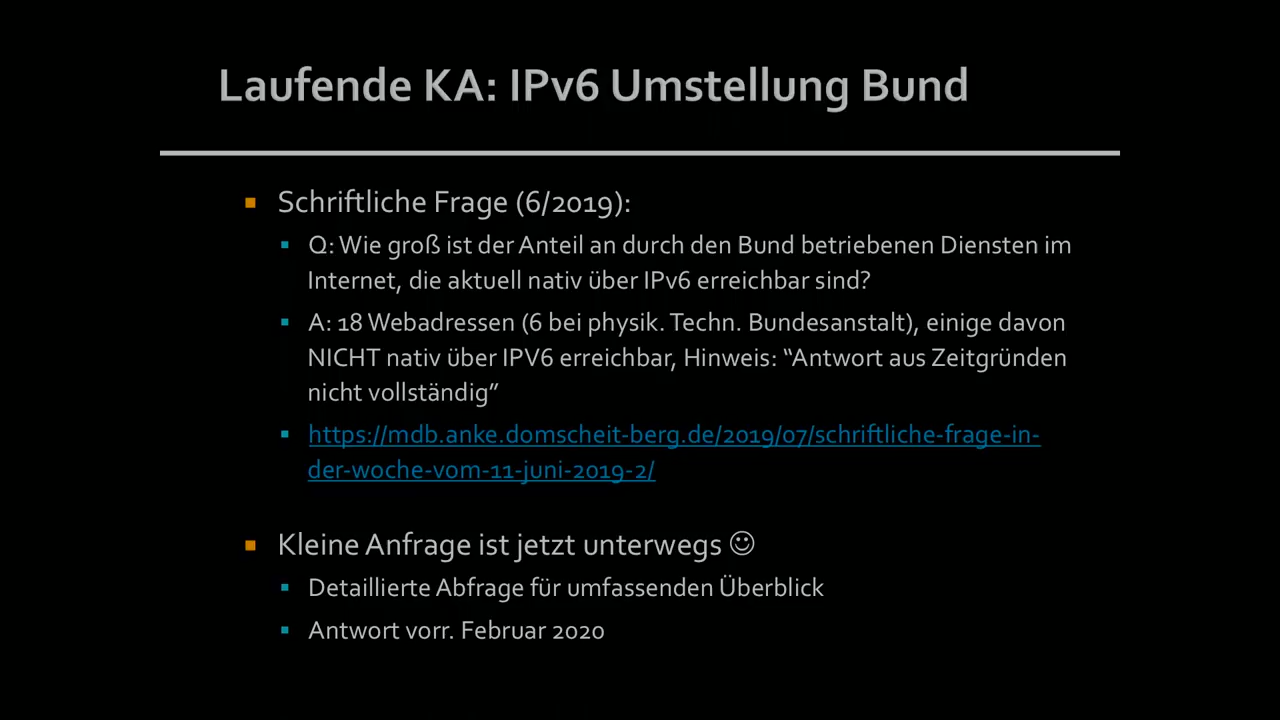 Laufende KA: IPv6 Umstellung Bund
Schriftliche Frage (6/2019):
Q: Wie groß ist der Anteil an durch den Bund betriebenen Diensten im
Internet, die aktuell nativ über IPv6 erreichbar sind?
A: 18 Webadressen (6 bei physik. Techn. Bundesanstalt), einige davon
NICHT nativ über IPV6 erreichbar, Hinweis: “Antwort aus Zeitgründen
nicht vollständig”
https://mdb.anke.domscheit-berg.de/2019/07/schriftliche-frage-in-
der-woche-vom-11-juni-2019-2/
Kleine Anfrage ist jetzt unterwegs ☺
Detaillierte Abfrage für umfassenden Überblick
Antwort vorr. Februar 2020